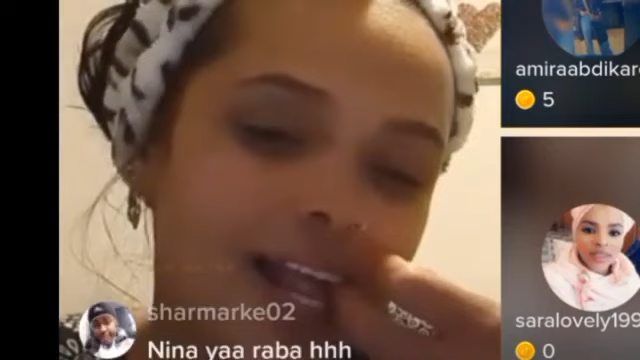 amiraabdikar
5
sharmarke02
Nina yaa raba hhh
saralovely199
0